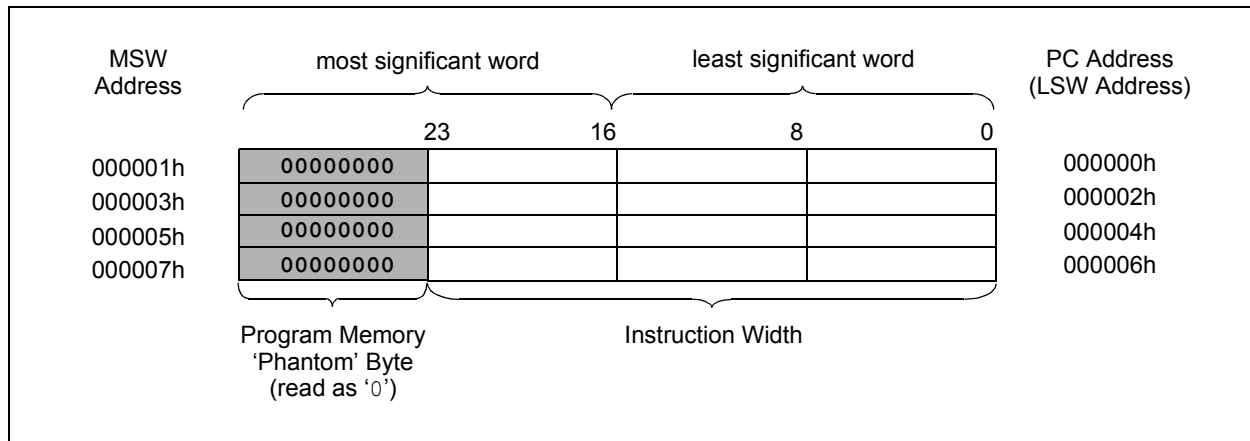 MSW
Address
most significant word
least significant word
PC Address
(LSW Address)
23 16 8 0
000001h 00000000 000000h
000003h 00000000 000002h
000005h 00000000 000004h
000007h 00000000 000006h
Program Memory
‘Phantom’ Byte
(read as ‘0’)
Instruction Width